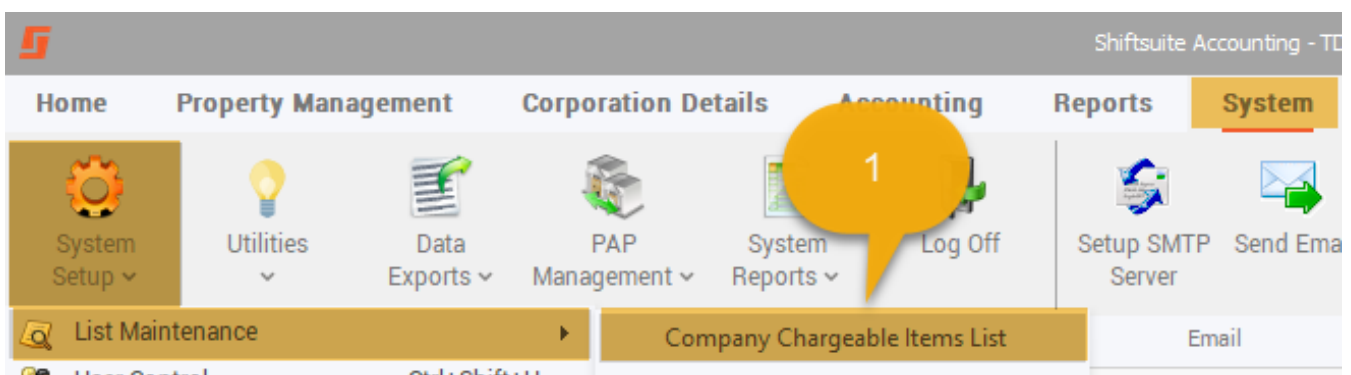 Shiftsuite Accounting - TD
Home Property Management Corporation Details Accounting Reports System
1
System Setup
Utilities
Data Exports
PAP Management
System Reports
Log Off
Setup SMTP Server
Send Ema
List Maintenance
Company Chargeable Items List
Email